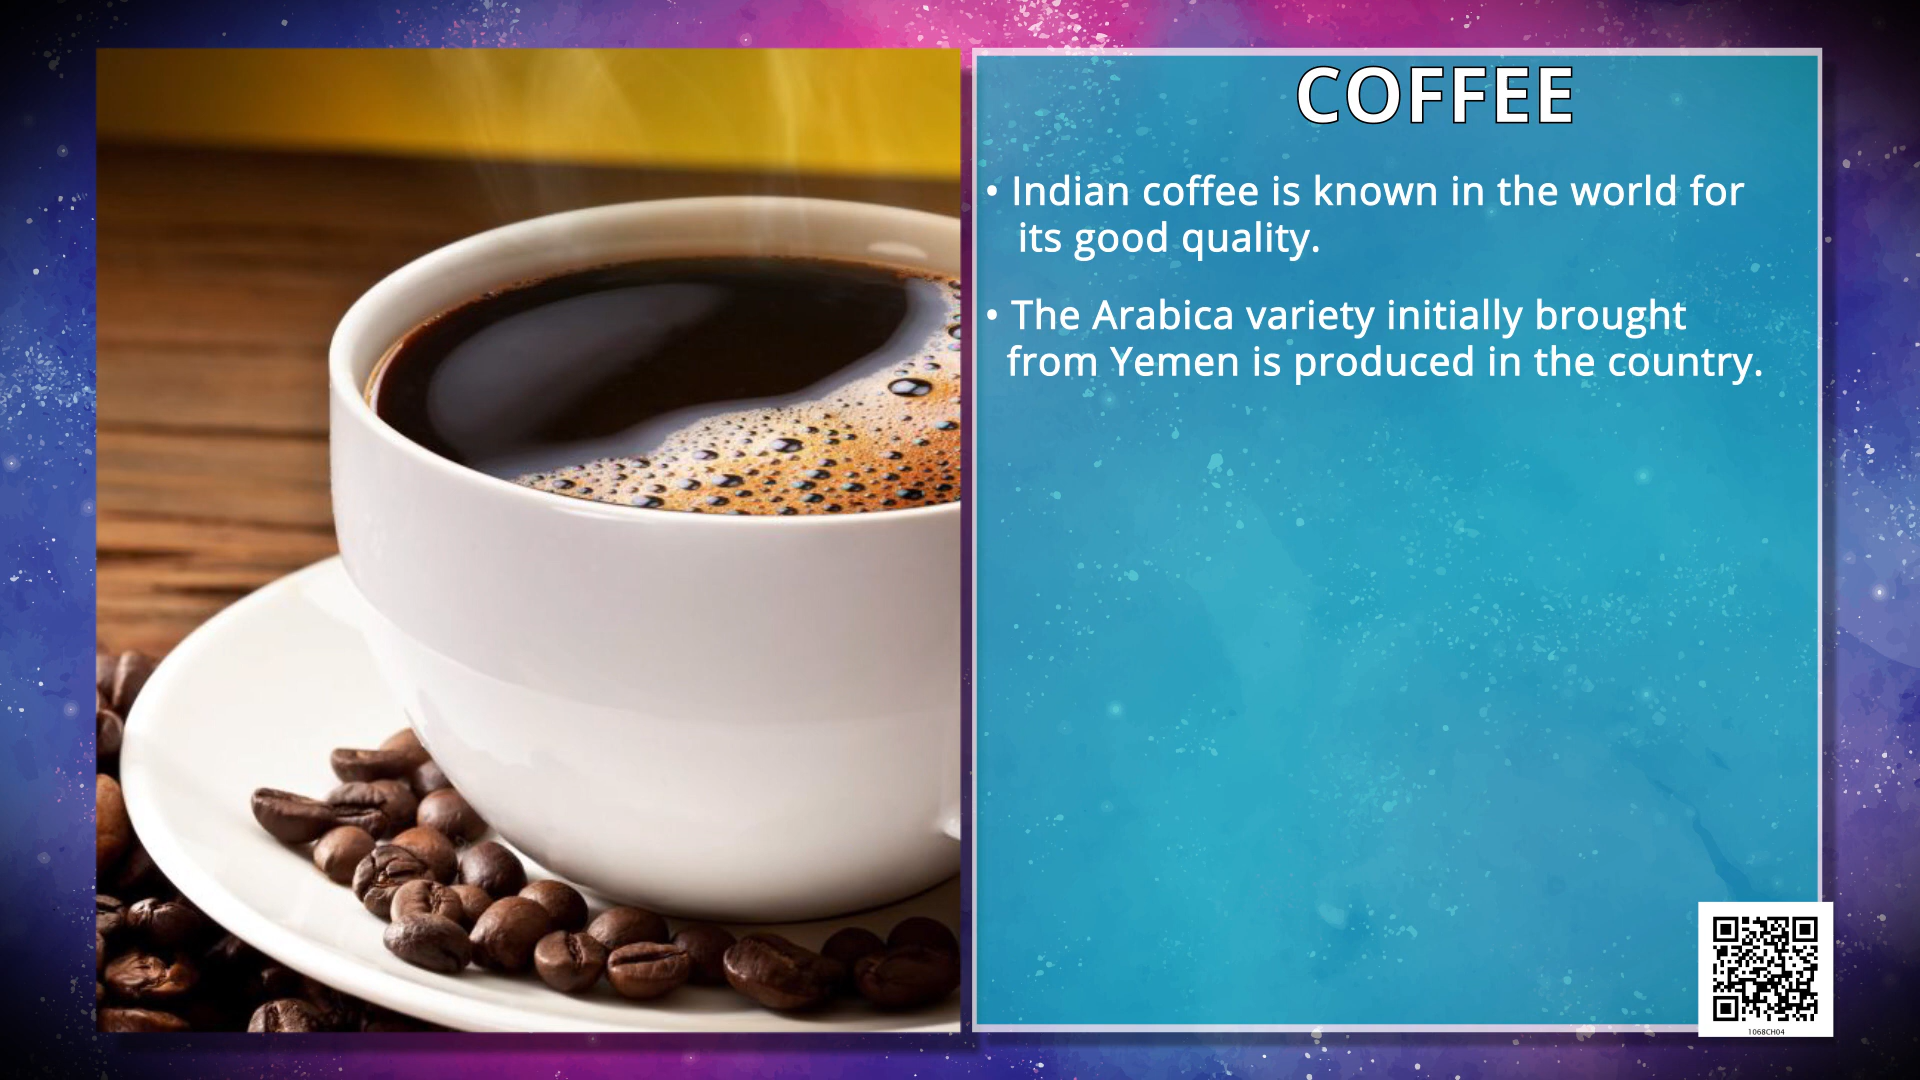 COFFEE
• Indian coffee is known in the world for
its good quality.
• The Arabica variety initially brought
from Yemen is produced in the country.
1068CH04